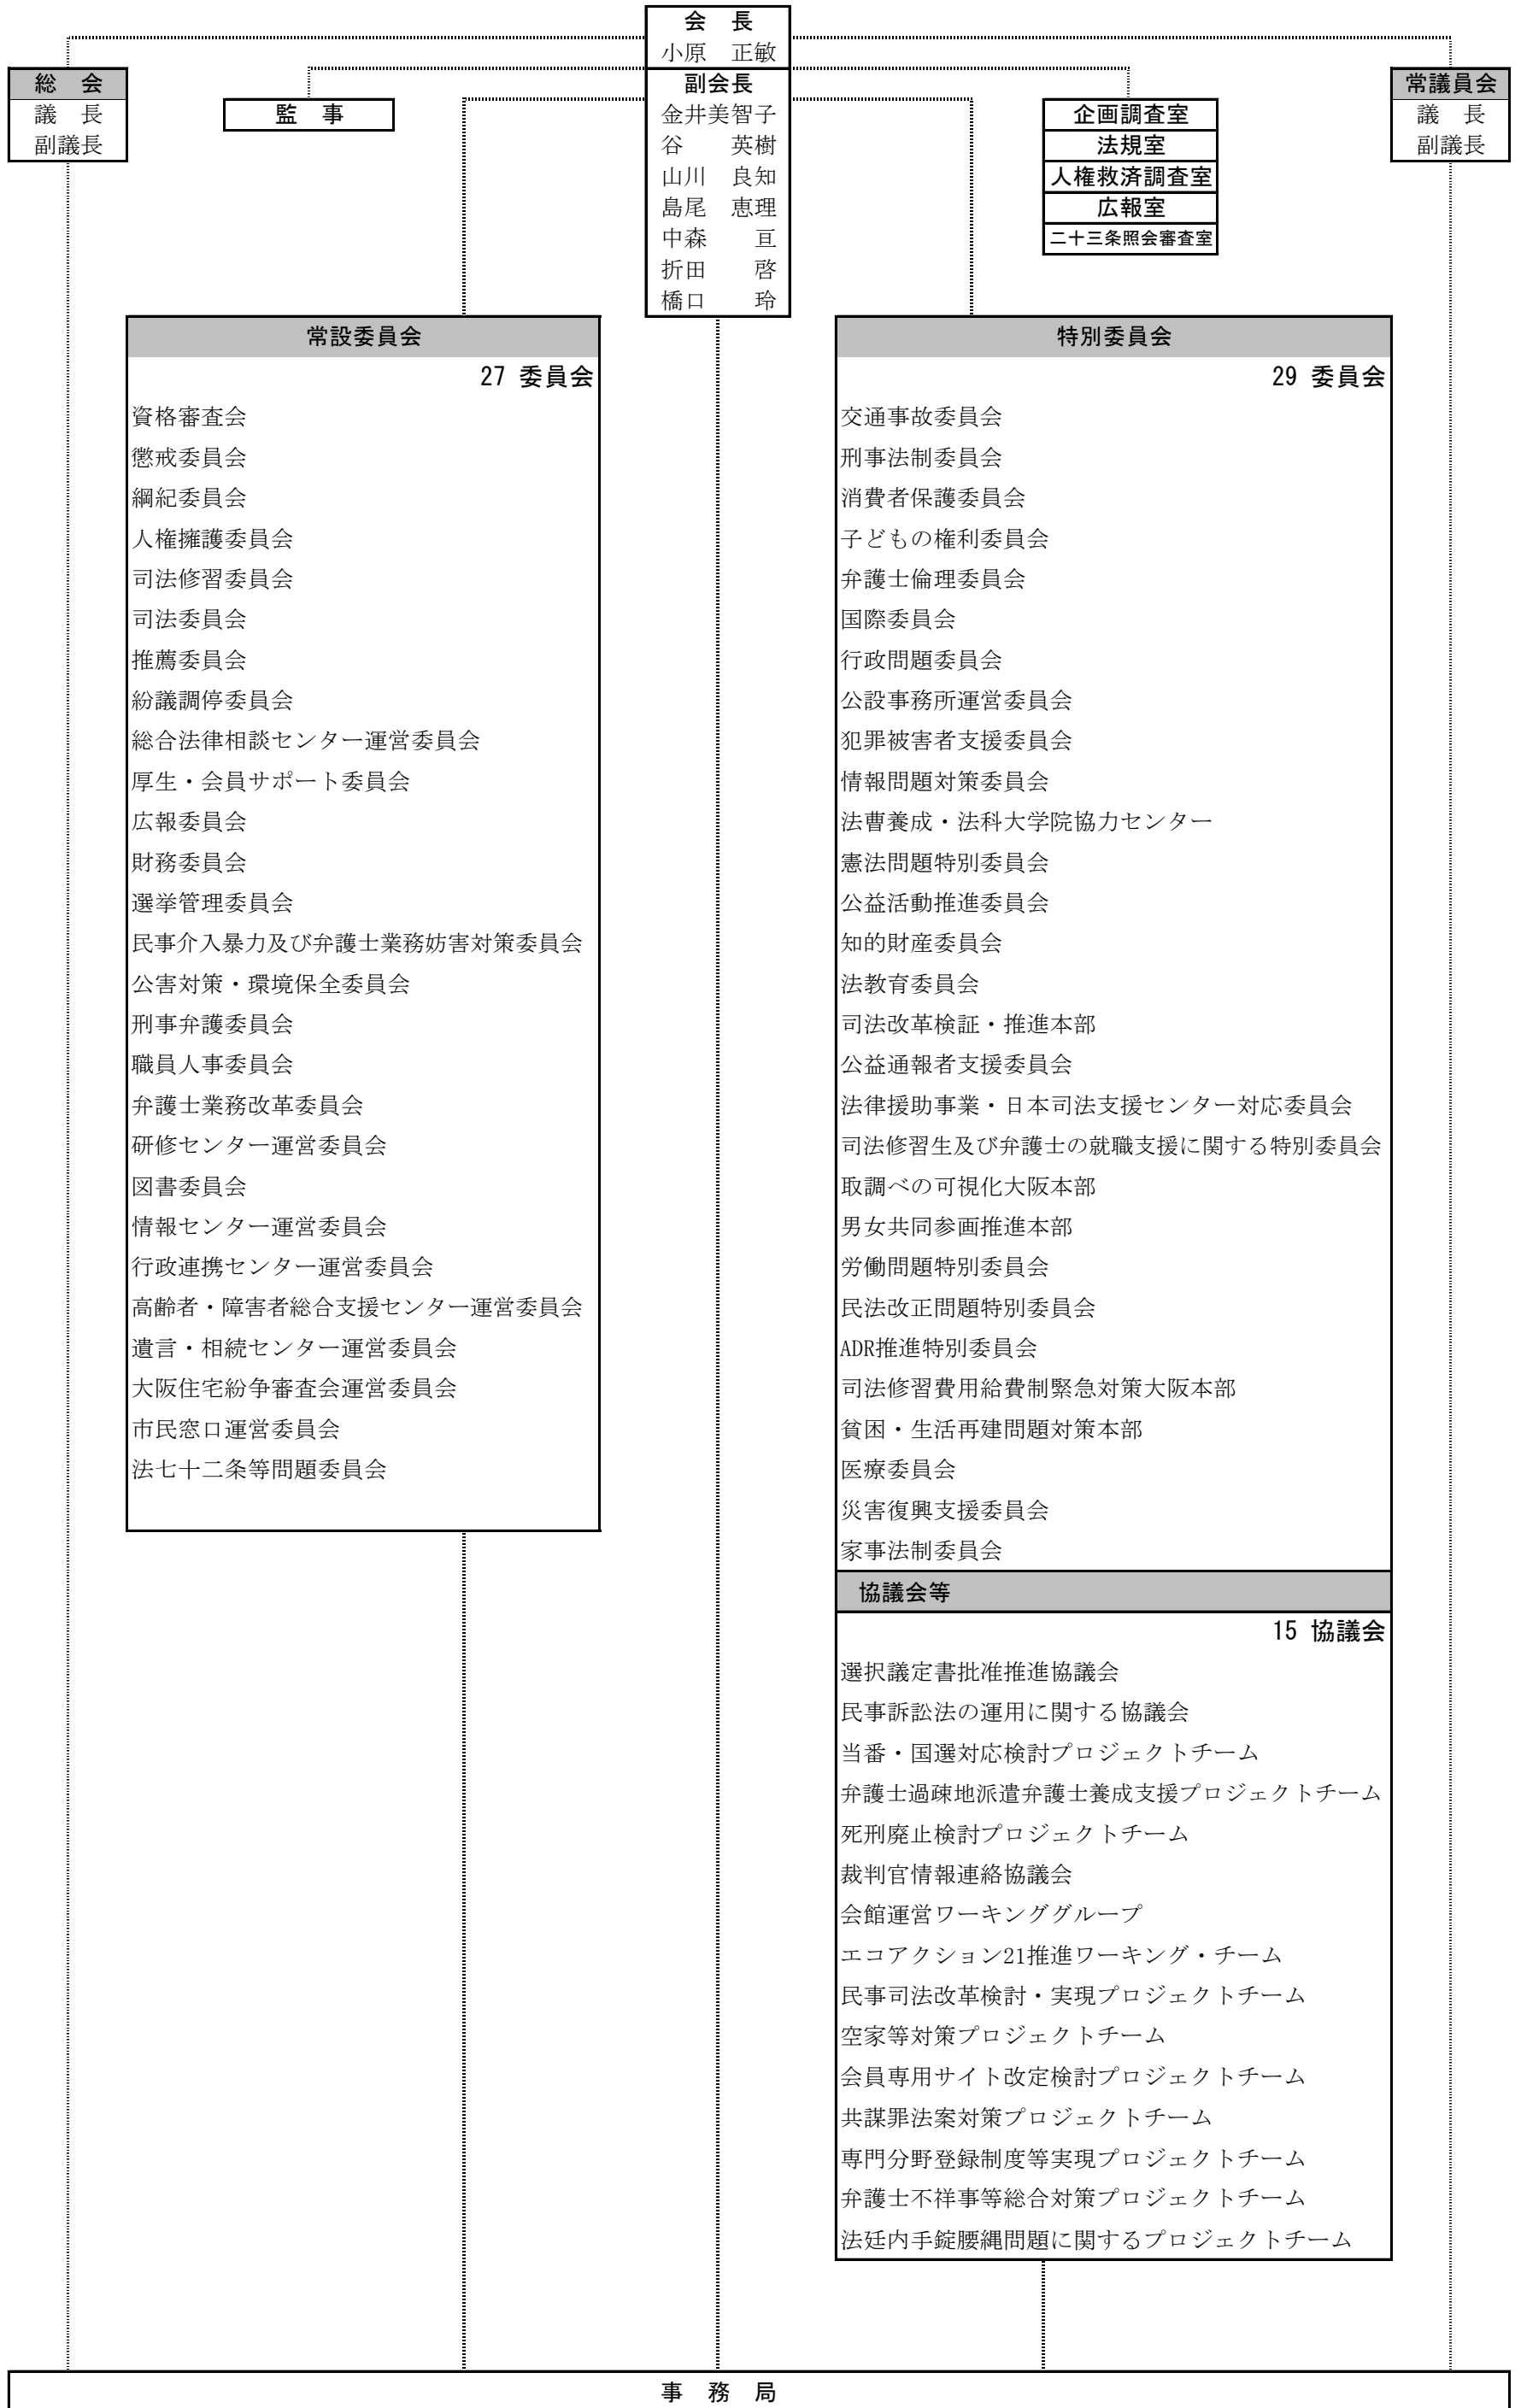 会　長
小原　正敏
副会長
金井美智子
谷　　英樹
山川　良知
島尾　恵理
中森　　亘
折田　　啓
橋口　　玲
総　会
議　長
副議長
監　事
企画調査室
法規室
人権救済調査室
広報室
二十三条照会審査室
常議員会
議　長
副議長
常設委員会
27 委員会
資格審査会
懲戒委員会
綱紀委員会
人権擁護委員会
司法修習委員会
司法委員会
推薦委員会
紛議調停委員会
総合法律相談センター運営委員会
厚生・会員サポート委員会
広報委員会
財務委員会
選挙管理委員会
民事介入暴力及び弁護士業務妨害対策委員会
公害対策・環境保全委員会
刑事弁護委員会
職員人事委員会
弁護士業務改革委員会
研修センター運営委員会
図書委員会
情報センター運営委員会
行政連携センター運営委員会
高齢者・障害者総合支援センター運営委員会
遺言・相続センター運営委員会
大阪住宅紛争審査会運営委員会
市民窓口運営委員会
法七十二条等問題委員会
特別委員会
29 委員会
交通事故委員会
刑事法制委員会
消費者保護委員会
子どもの権利委員会
弁護士倫理委員会
国際委員会
行政問題委員会
公設事務所運営委員会
犯罪被害者支援委員会
情報問題対策委員会
法曹養成・法科大学院協力センター
憲法問題特別委員会
公益活動推進委員会
知的財産委員会
法教育委員会
司法改革検証・推進本部
公益通報者支援委員会
法律援助事業・日本司法支援センター対応委員会
司法修習生及び弁護士の就職支援に関する特別委員会
取調べの可視化大阪本部
男女共同参画推進本部
労働問題特別委員会
民法改正問題特別委員会
ADR推進特別委員会
司法修習費用給費制緊急対策大阪本部
貧困・生活再建問題対策本部
医療委員会
災害復興支援委員会
家事法制委員会
協議会等
15 協議会
選択議定書批准推進協議会
民事訴訟法の運用に関する協議会
当番・国選対応検討プロジェクトチーム
弁護士過疎地派遣弁護士養成支援プロジェクトチーム
死刑廃止検討プロジェクトチーム
裁判官情報連絡協議会
会館運営ワーキンググループ
エコアクション21推進ワーキング・チーム
民事司法改革検討・実現プロジェクトチーム
空家等対策プロジェクトチーム
会員専用サイト改定検討プロジェクトチーム
共謀罪法案対策プロジェクトチーム
専門分野登録制度等実現プロジェクトチーム
弁護士不祥事等総合対策プロジェクトチーム
法廷内手錠腰縄問題に関するプロジェクトチーム
事　務　局